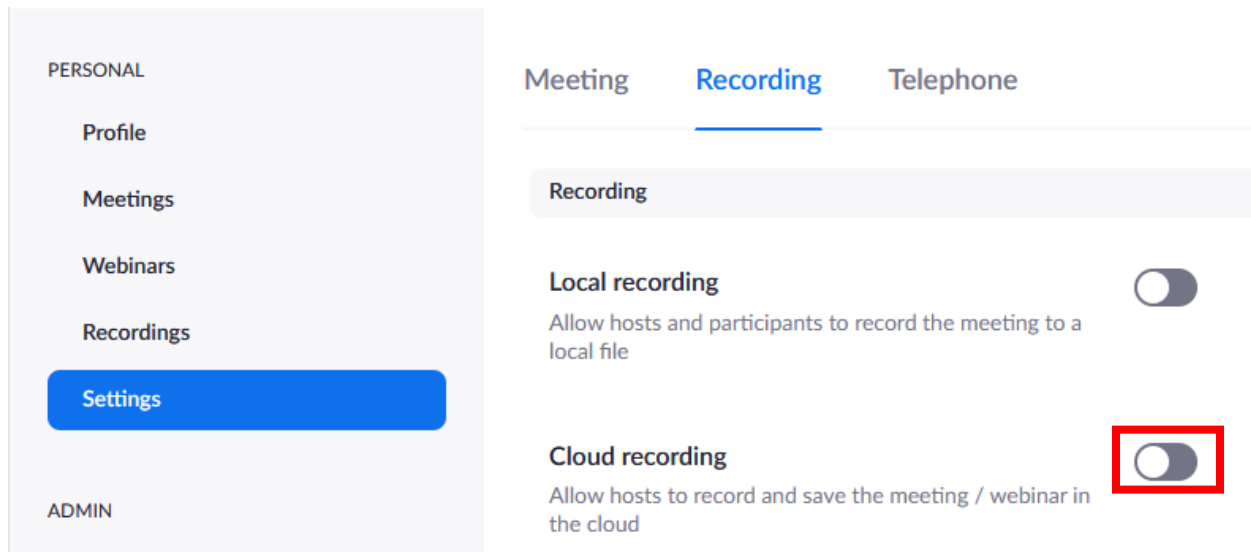 PERSONAL
Profile
Meetings
Webinars
Recordings
Settings
ADMIN
Meeting Recording Telephone
Recording
Local recording
Allow hosts and participants to record the meeting to a
local file
Cloud recording
Allow hosts to record and save the meeting / webinar in
the cloud